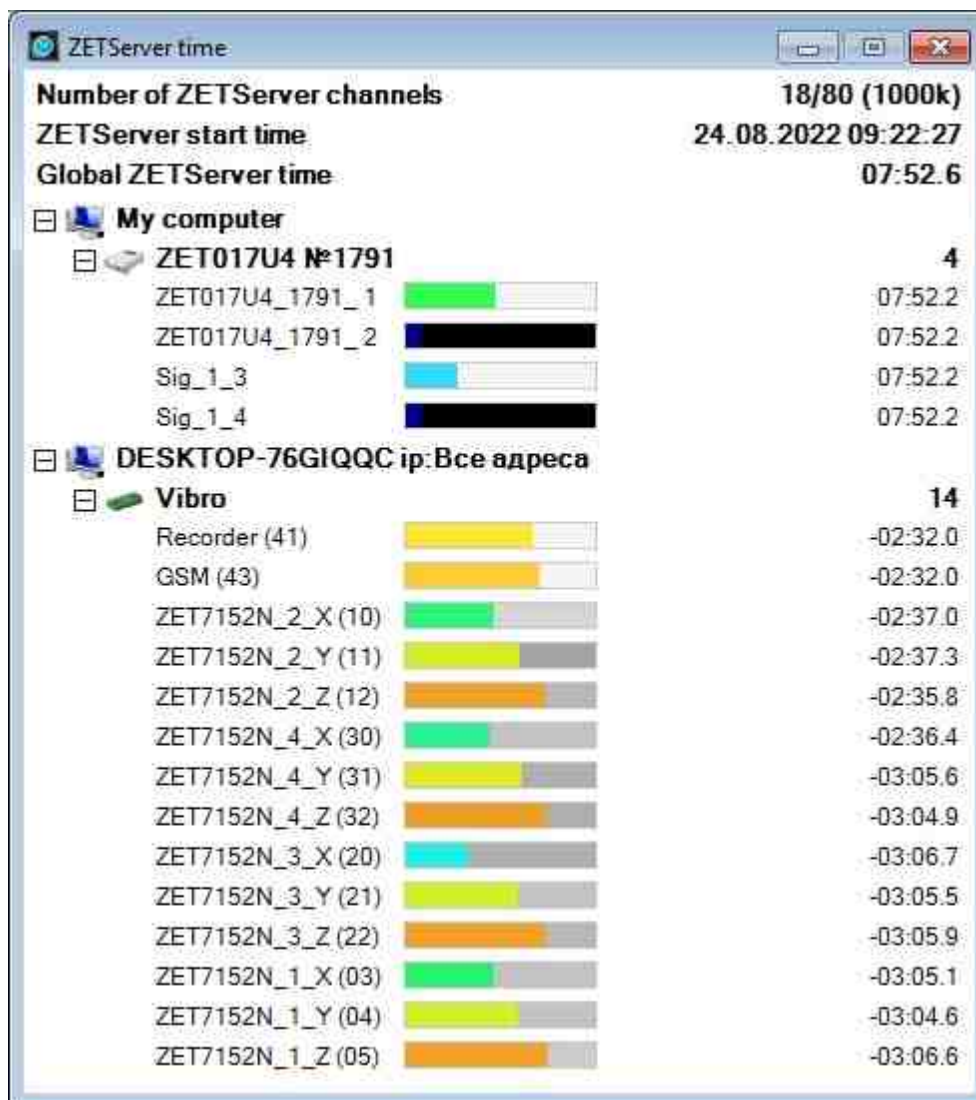 ZETServer time
Number of ZETServer channels 18/80 (1000k)
ZETServer start time 24.08.2022 09:22:27
Global ZETServer time 07:52.6
My computer
ZET017U4 №1791 4
ZET017U4_1791_ 1 07:52.2
ZET017U4_1791_ 2 07:52.2
Sig_1_3 07:52.2
Sig_1_4 07:52.2
DESKTOP-76GIQQC ip:Все адреса
Vibro 14
Recorder (41) -02:32.0
GSM (43) -02:32.0
ZET7152N_2_X (10) -02:37.0
ZET7152N_2_Y (11) -02:37.3
ZET7152N_2_Z (12) -02:35.8
ZET7152N_4_X (30) -02:36.4
ZET7152N_4_Y (31) -03:05.6
ZET7152N_4_Z (32) -03:04.9
ZET7152N_3_X (20) -03:06.7
ZET7152N_3_Y (21) -03:05.5
ZET7152N_3_Z (22) -03:05.9
ZET7152N_1_X (03) -03:05.1
ZET7152N_1_Y (04) -03:04.6
ZET7152N_1_Z (05) -03:06.6